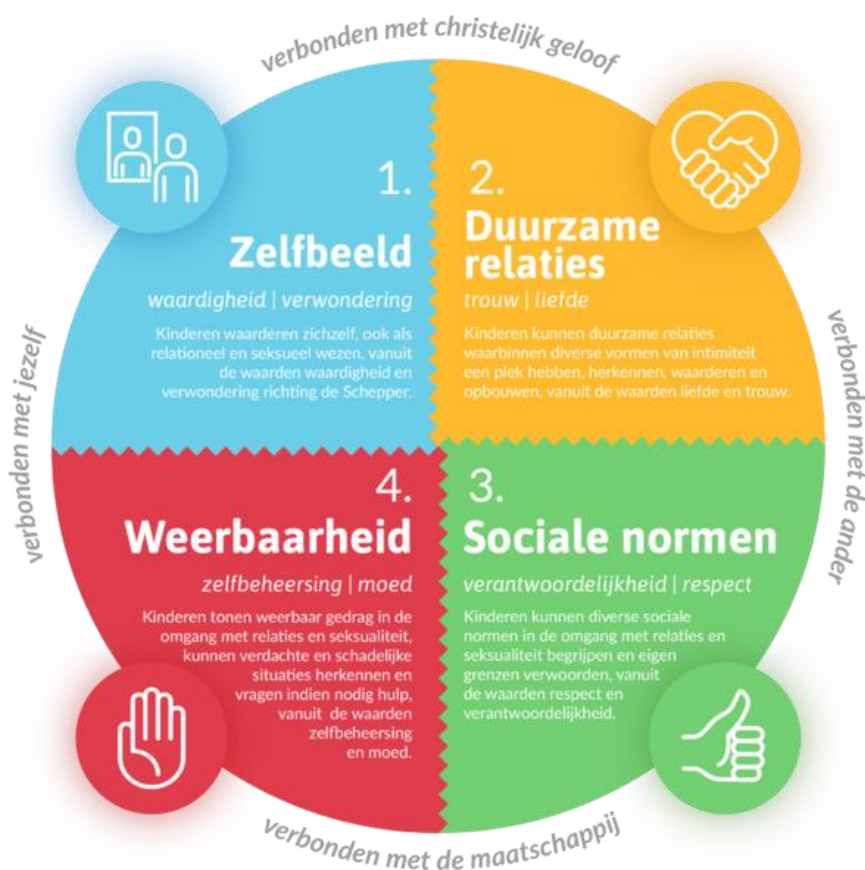 verbonden met christelijk geloof
1.
Zelfbeeld
waardigheid | verwondering
Kinderen waarderen zichzelf, ook als
relationeel en seksueel wezen, vanuit
de waarden waardigheid en
verwondering richting de Schepper.
2.
Duurzame
relaties
trouw | liefde
Kinderen kunnen duurzame relaties
waarbinnen diverse vormen van intimiteit
een plek hebben, herkennen, waarderen en
opbouwen, vanuit de waarden liefde en trouw.
verbonden met jezelf
verbonden met de ander
4.
Weerbaarheid
zelfbeheersing | moed
Kinderen tonen weerbaar gedrag in de
omgang met relaties en seksualiteit,
kunnen verdachte en schadelijke
situaties herkennen en
vragen indien nodig hulp,
vanuit de waarden
zelfbeheersing
en moed.
3.
Sociale normen
verantwoordelijkheid | respect
Kinderen kunnen diverse sociale
normen in de omgang met relaties en
seksualiteit begrijpen en eigen
grenzen verwoorden, vanuit
de waarden respect en
verantwoordelijkheid.
verbonden met de maatschappij